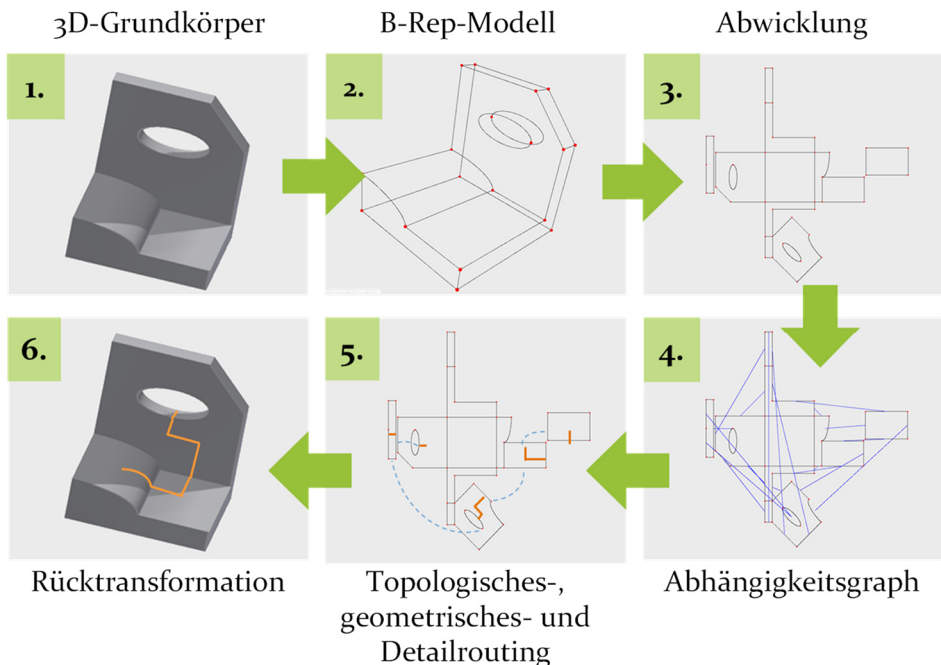 3D-Grundkörper
B-Rep-Modell
Abwicklung
1.
2.
3.
6.
5.
4.
Rücktransformation
Topologisches-,
geometrisches- und
Detailrouting
Abhängigkeitsgraph